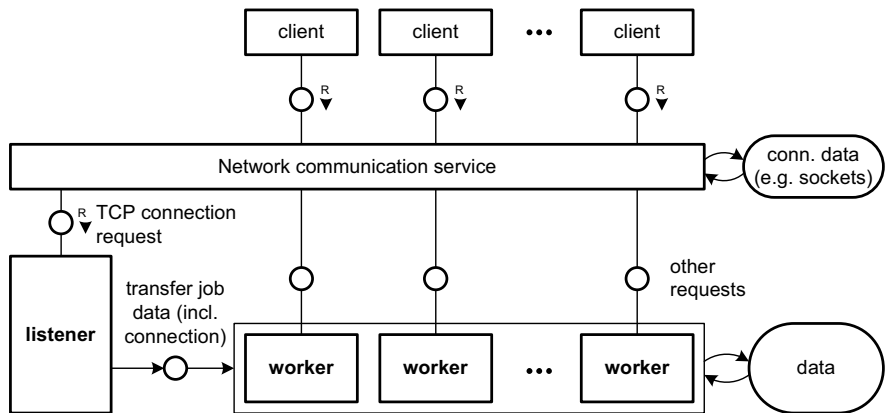 client
client
•••
client
R
R
R
Network communication service
conn. data
(e.g. sockets)
R
TCP connection
request
listener
transfer job
data (incl.
connection)
other
requests
worker
worker
•••
worker
data